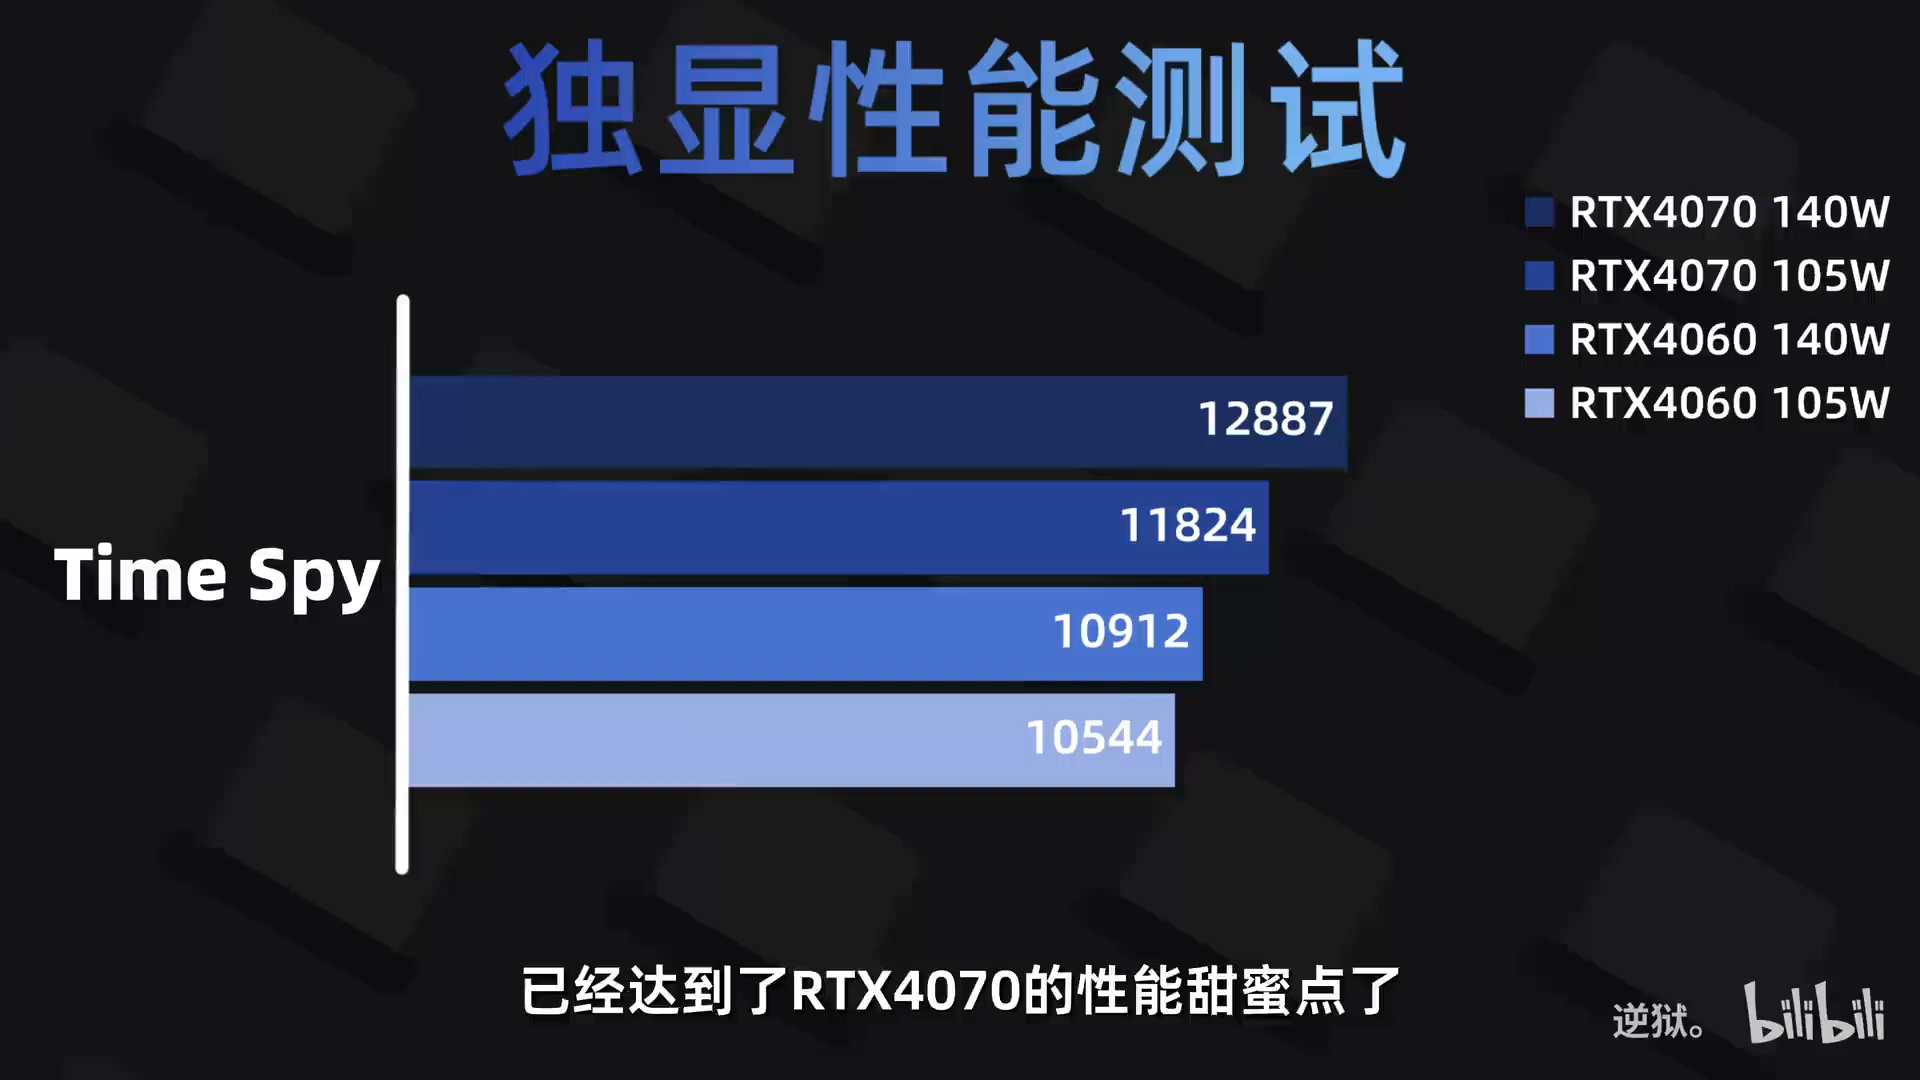 独显性能测试
RTX4070 140W
RTX4070 105W
RTX4060 140W
RTX4060 105W
12887
11824
Time Spy
10912
10544
已经达到了RTX4070的性能甜蜜点了
逆狱。 bilibili